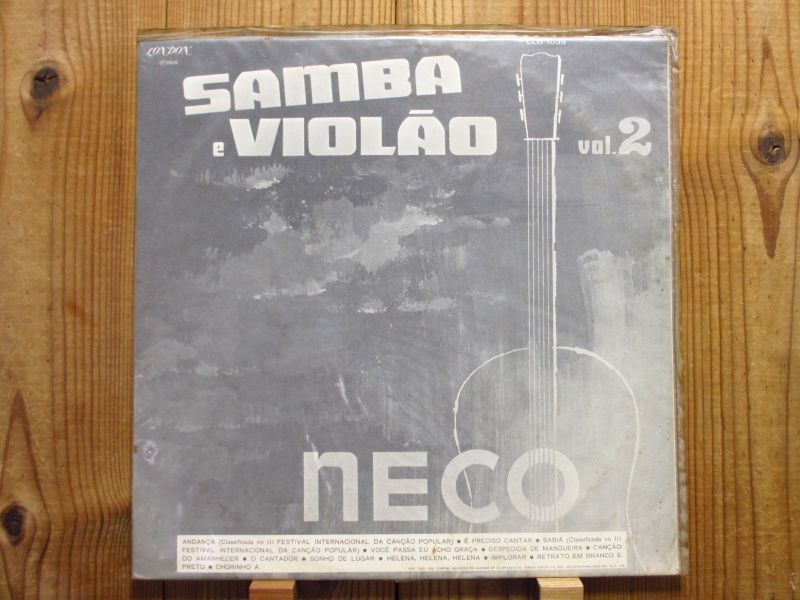 LONDON
SAMBA
e VIOLÃO vol. 2
NECO
ANDANÇA (Classificada no III FESTIVAL INTERNACIONAL DA CANÇÃO POPULAR) ● É PRECISO CANTAR ● SABIÁ (Classificada no III
FESTIVAL INTERNACIONAL DA CANÇÃO POPULAR) ● VOCÊ PASSA EU ACHO GRAÇA ● DESPEDIDA DE MANGUEIRA ● CANÇÃO
DO AMANHECER ● O CANTADOR ● SONHO DE LUGAR ● HELENA, HELENA, HELENA ● IMPLORAR ● RETRATO EM BRANCO E
PRETO ● CHORINHO A